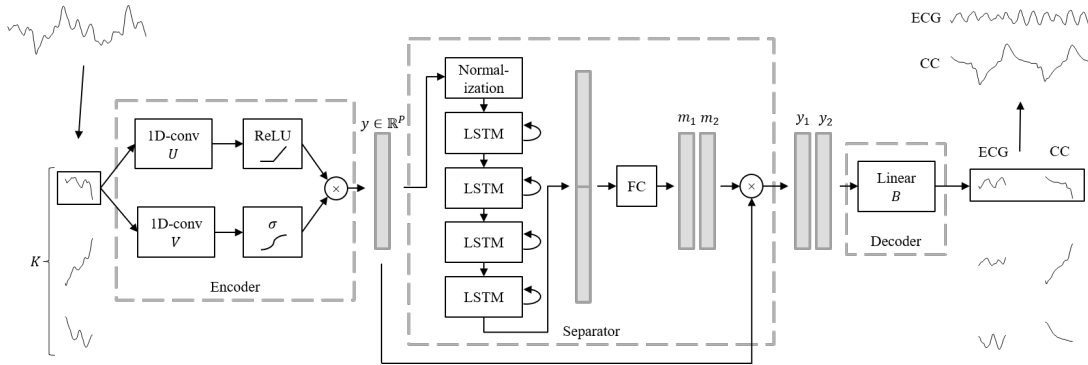 K
1D-conv
U
ReLU
×
1D-conv
V
σ
Encoder
y ∈ ℝ^P
Normal-
ization
LSTM
LSTM
LSTM
LSTM
FC
m₁ m₂
×
Separator
y₁ y₂
Linear
B
Decoder
ECG
CC
ECG CC